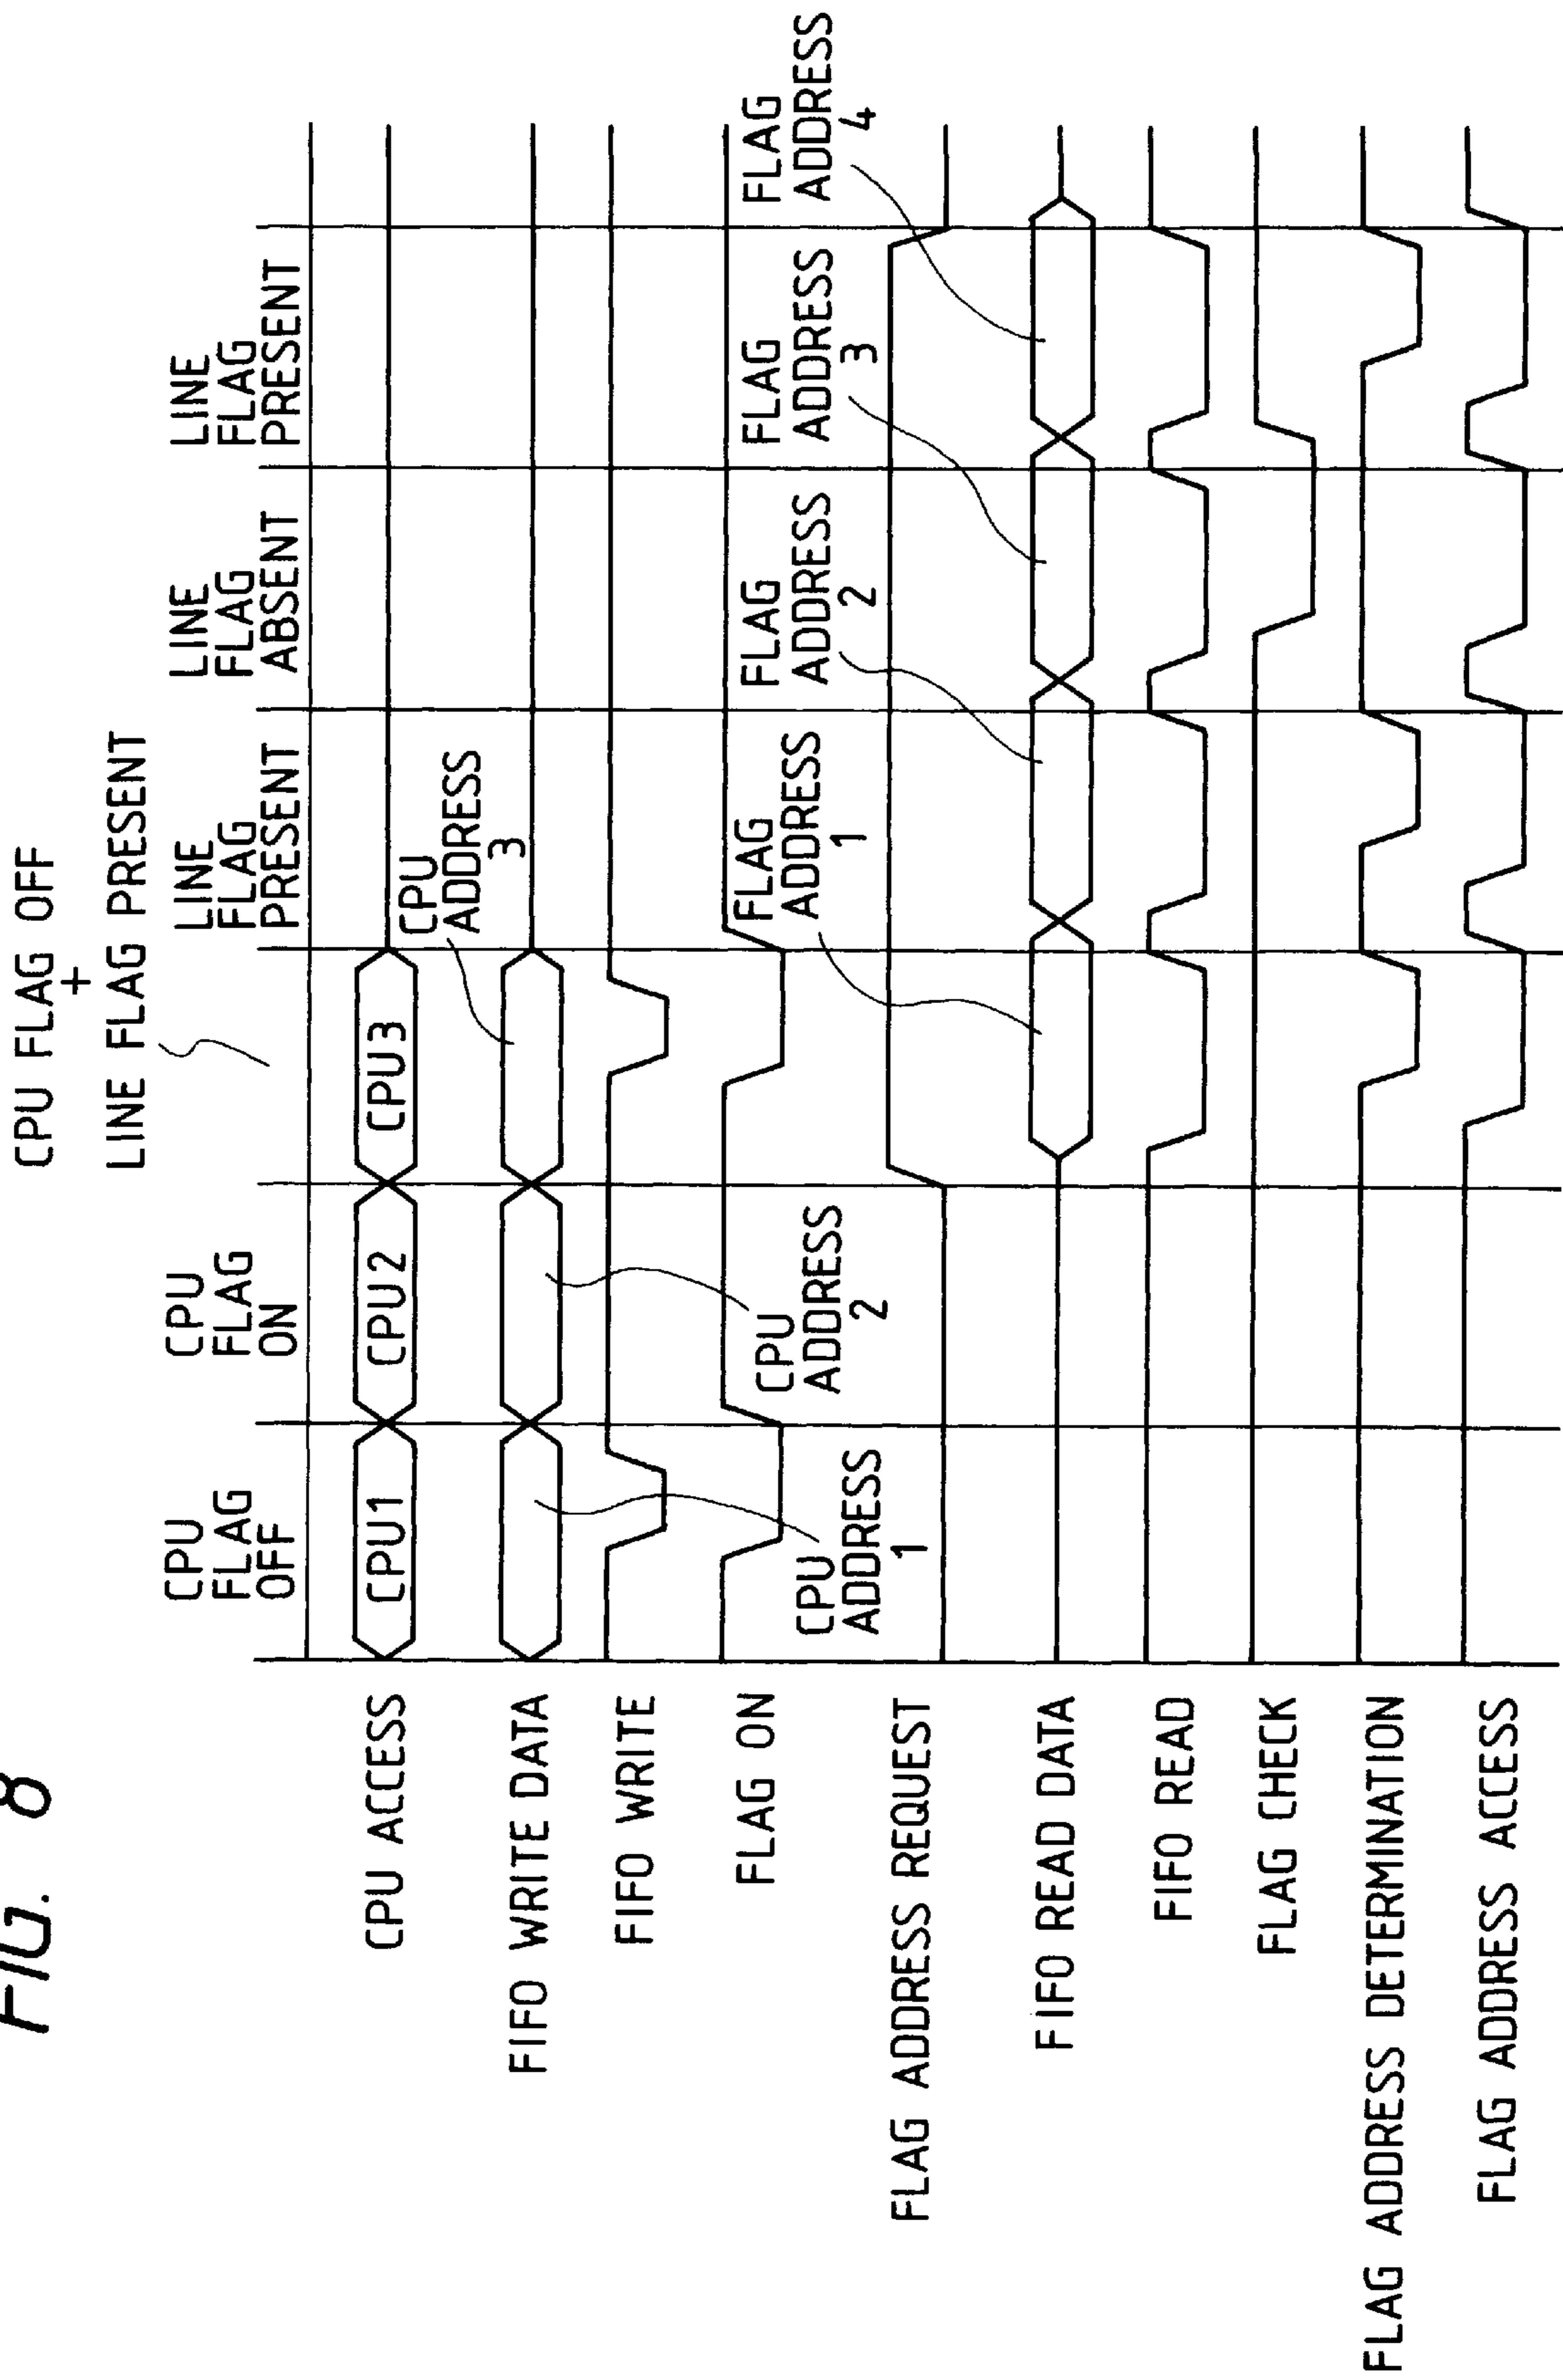 FIG. 8
CPU FLAG OFF
+
LINE FLAG PRESENT
CPU
FLAG
OFF
CPU
FLAG
ON
LINE
FLAG
PRESENT
LINE
FLAG
ABSENT
LINE
FLAG
PRESENT
CPU ACCESS
CPU1
CPU2
CPU3
CPU
ADDRESS
3
FIFO WRITE DATA
FIFO WRITE
FLAG ON
CPU
ADDRESS
1
CPU
ADDRESS
2
FLAG
ADDRESS
1
FLAG
ADDRESS
2
FLAG
ADDRESS
3
FLAG
ADDRESS
4
FLAG ADDRESS REQUEST
FIFO READ DATA
FIFO READ
FLAG CHECK
FLAG ADDRESS DETERMINATION
FLAG ADDRESS ACCESS